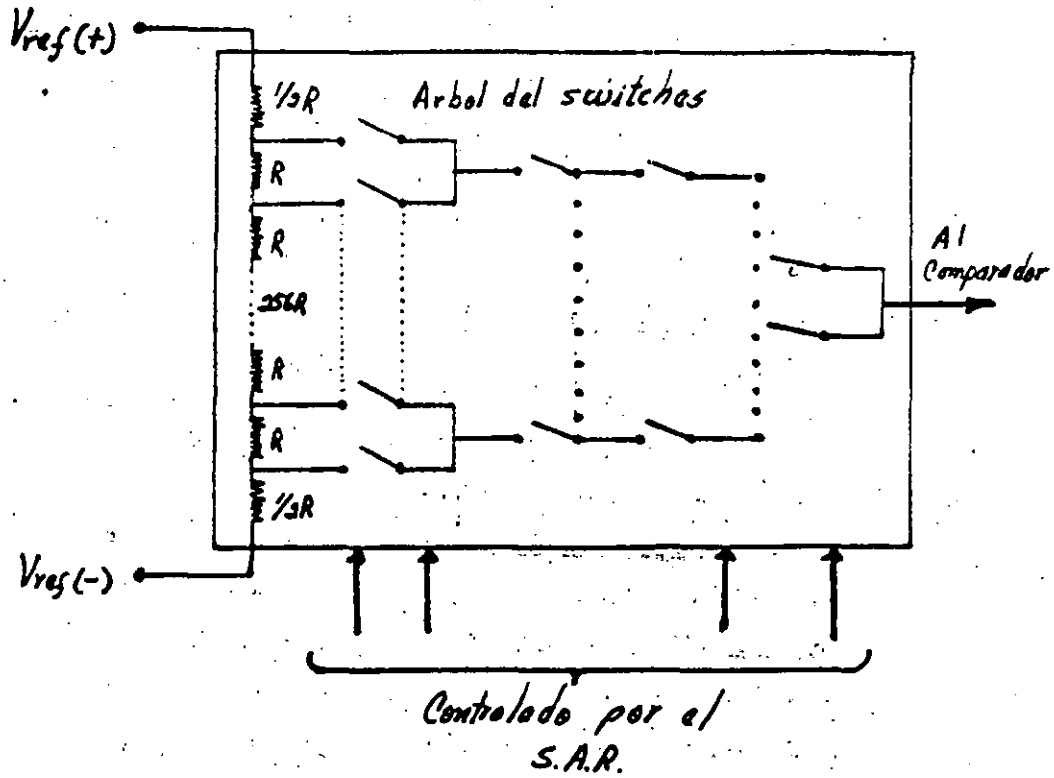 Vref(+)
1/2R
Arbol del switches
R
R
256R
R
R
1/2R
Al
Comparador
Vref(-)
Controlado por el
S.A.R.